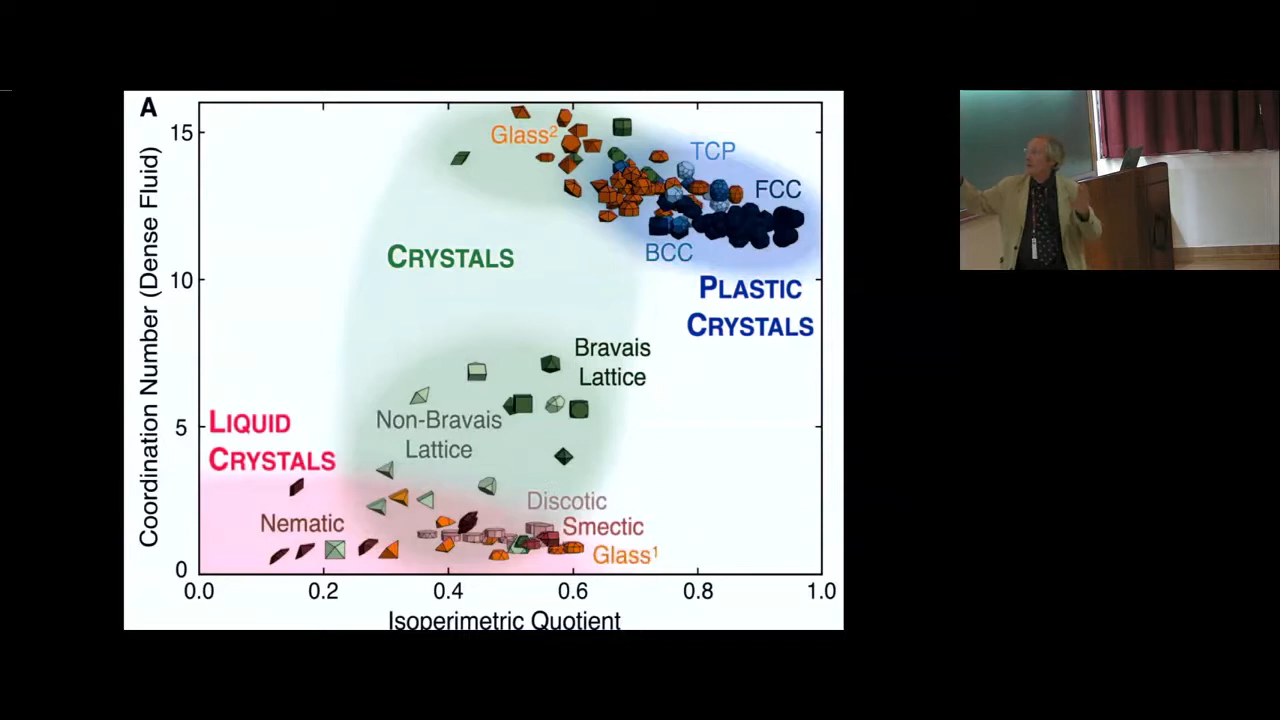 A
Coordination Number (Dense Fluid)
15
10
5
0
Glass²
TCP
FCC
BCC
CRYSTALS
PLASTIC
CRYSTALS
Bravais
Lattice
Non-Bravais
Lattice
LIQUID
CRYSTALS
Nematic
Discotic
Smectic
Glass¹
0.0 0.2 0.4 0.6 0.8 1.0
Isoperimetric Quotient